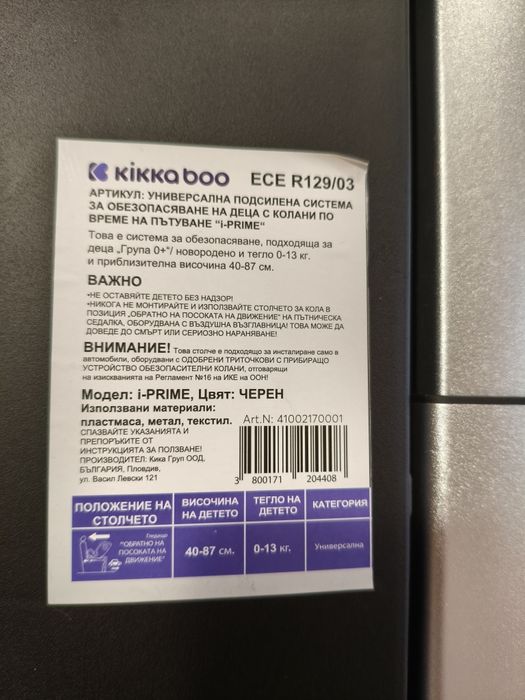 кikka boo ECE R129/03
АРТИКУЛ: УНИВЕРСАЛНА ПОДСИЛЕНА СИСТЕМА
ЗА ОБЕЗОПАСЯВАНЕ НА ДЕЦА С КОЛАНИ ПО
ВРЕМЕ НА ПЪТУВАНЕ "i-PRIME"
Това е система за обезопасяване, подходяща за
деца „Група 0+"/ новородено и тегло 0-13 кг.
и приблизителна височина 40-87 см.
ВАЖНО
•НЕ ОСТАВЯЙТЕ ДЕТЕТО БЕЗ НАДЗОР!
•НИКОГА НЕ МОНТИРАЙТЕ И ИЗПОЛЗВАЙТЕ СТОЛЧЕТО ЗА КОЛА В
ПОЗИЦИЯ „ОБРАТНО НА ПОСОКАТА НА ДВИЖЕНИЕ" НА ПЪТНИЧЕСКА
СЕДАЛКА, ОБОРУДВАНА С ВЪЗДУШНА ВЪЗГЛАВНИЦА! ТОВА МОЖЕ ДА
ДОВЕДЕ ДО СМЪРТ ИЛИ СЕРИОЗНО НАРАНЯВАНЕ!
ВНИМАНИЕ! Това столче е подходящо за инсталиране само в
автомобили, оборудвани с ОДОБРЕНИ ТРИТОЧКОВИ С ПРИБИРАЩО
УСТРОЙСТВО ОБЕЗОПАСИТЕЛНИ КОЛАНИ, отговарящи
на изискванията на Регламент №16 на ИКЕ на ООН!
Модел: i-PRIME, Цвят: ЧЕРЕН
Използвани материали:
пластмаса, метал, текстил. Art.N: 41002170001
СПАЗВАЙТЕ УКАЗАНИЯТА И
ПРЕПОРЪКИТЕ ОТ
ИНСТРУКЦИЯТА ЗА ПОЛЗВАНЕ!
ПРОИЗВОДИТЕЛ: Кика Груп ООД,
БЪЛГАРИЯ, Пловдив,
ул. Васил Левски 121
3 800171 204408
ПОЛОЖЕНИЕ НА
СТОЛЧЕТО
ВИСОЧИНА
НА ДЕТЕТО
ТЕГЛО НА
ДЕТЕТО
КАТЕГОРИЯ
Гледащо
"ОБРАТНО НА
ПОСОКАТА НА
ДВИЖЕНИЕ"
40-87 см.
0-13 кг.
Универсална